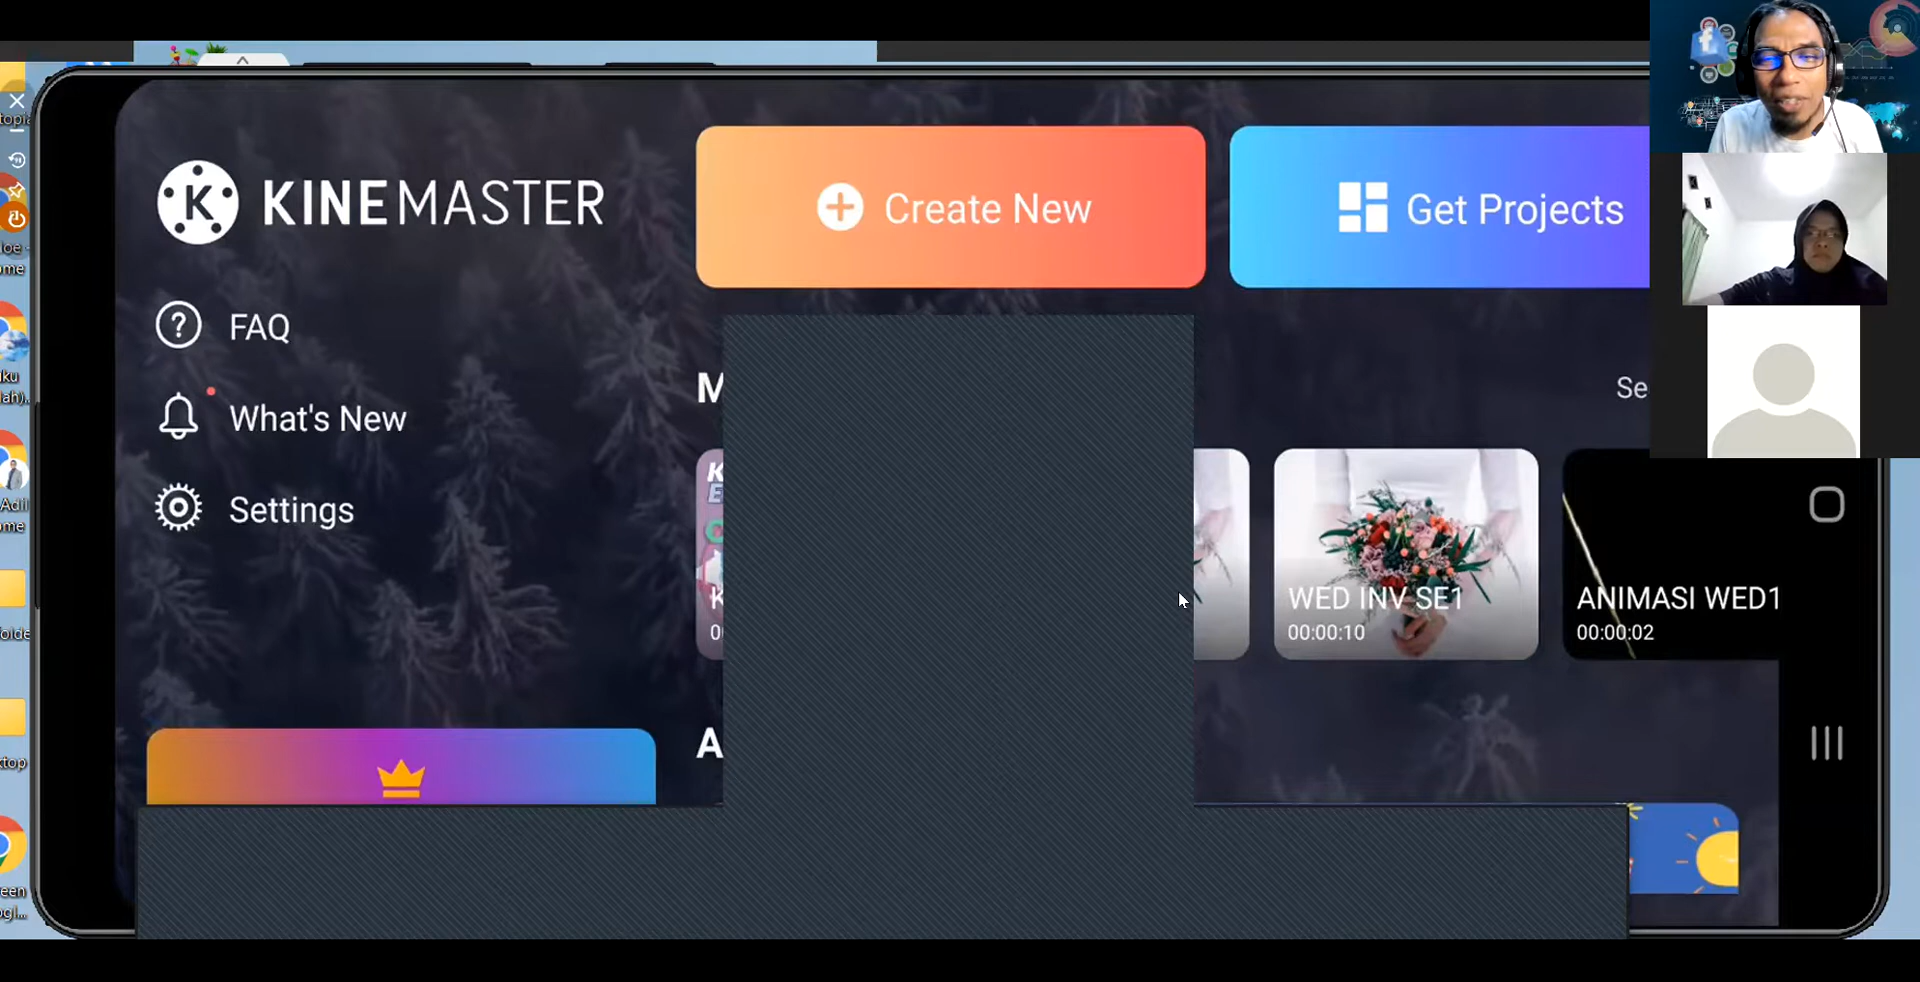 KINEMASTER
Create New
Get Projects
FAQ
What's New
Settings
M
Se
K
E
WED INV SE1
00:00:10
ANIMASI WED1
00:00:02
A